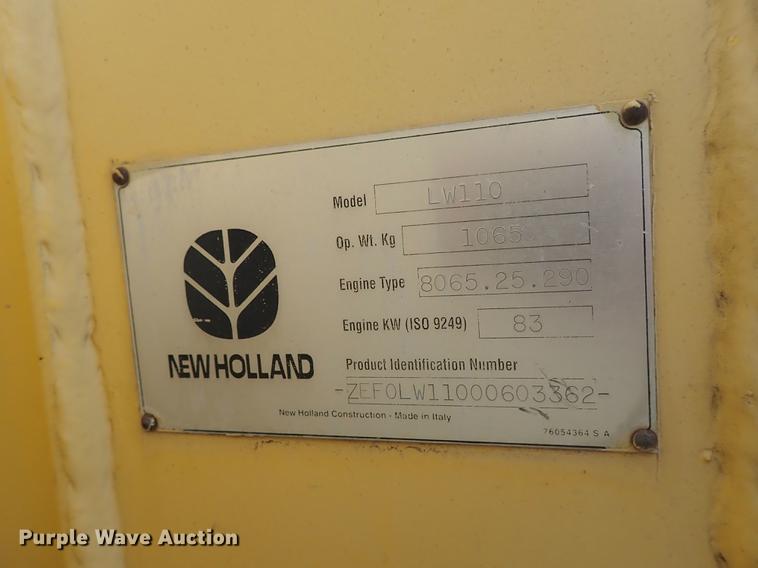 Model LW110
Op. Wt. Kg 1065
Engine Type 8065.25.290
Engine KW (ISO 9249) 83
NEW HOLLAND
Product Identification Number
-ZEF0LW11000603362-
New Holland Construction - Made in Italy
76054364 S A
Purple Wave Auction